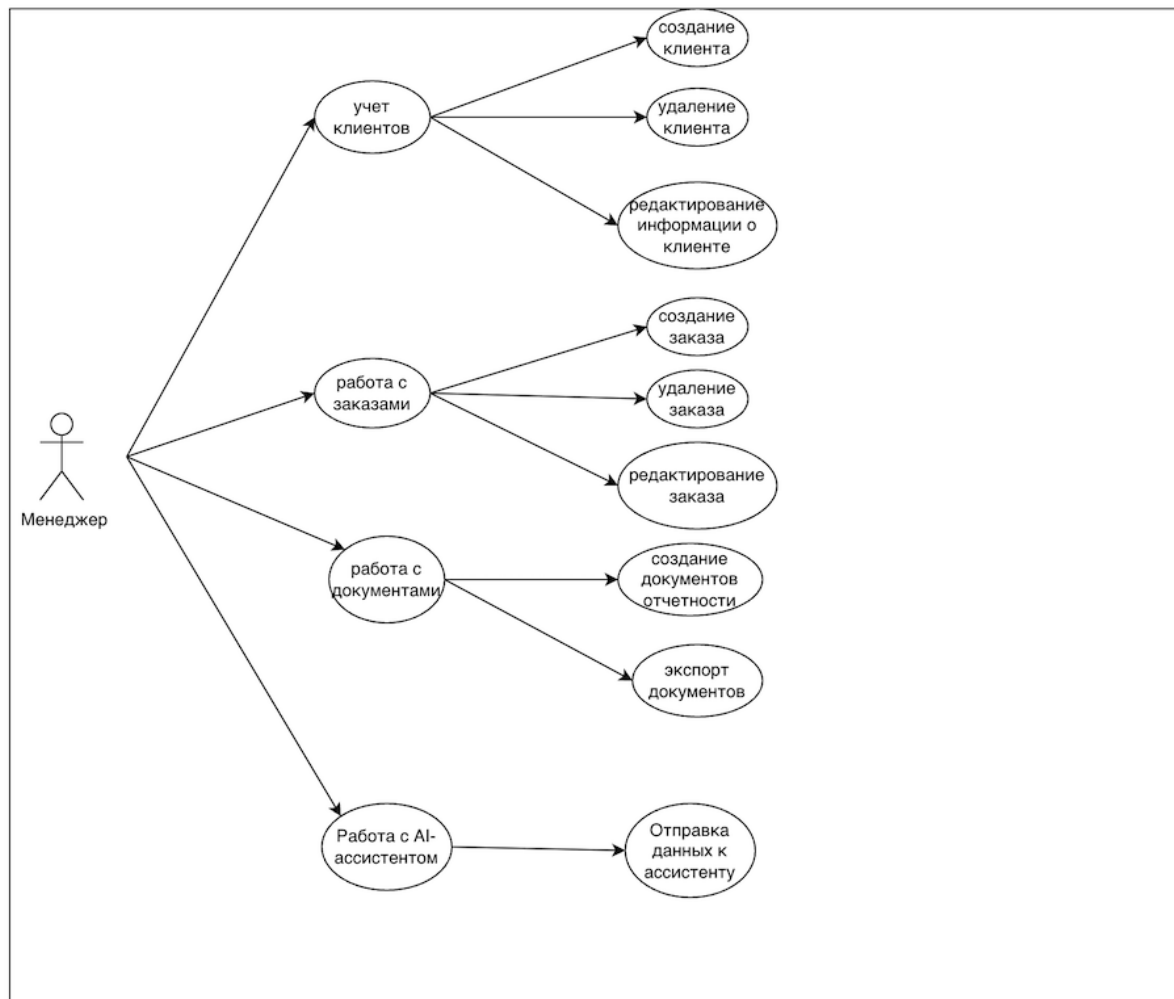 создание
клиента
учет
клиентов
удаление
клиента
редактирование
информации о
клиенте
создание
заказа
работа с
заказами
удаление
заказа
редактирование
заказа
Менеджер
работа с
документами
создание
документов
отчетности
экспорт
документов
Работа с AI-
ассистентом
Отправка
данных к
ассистенту